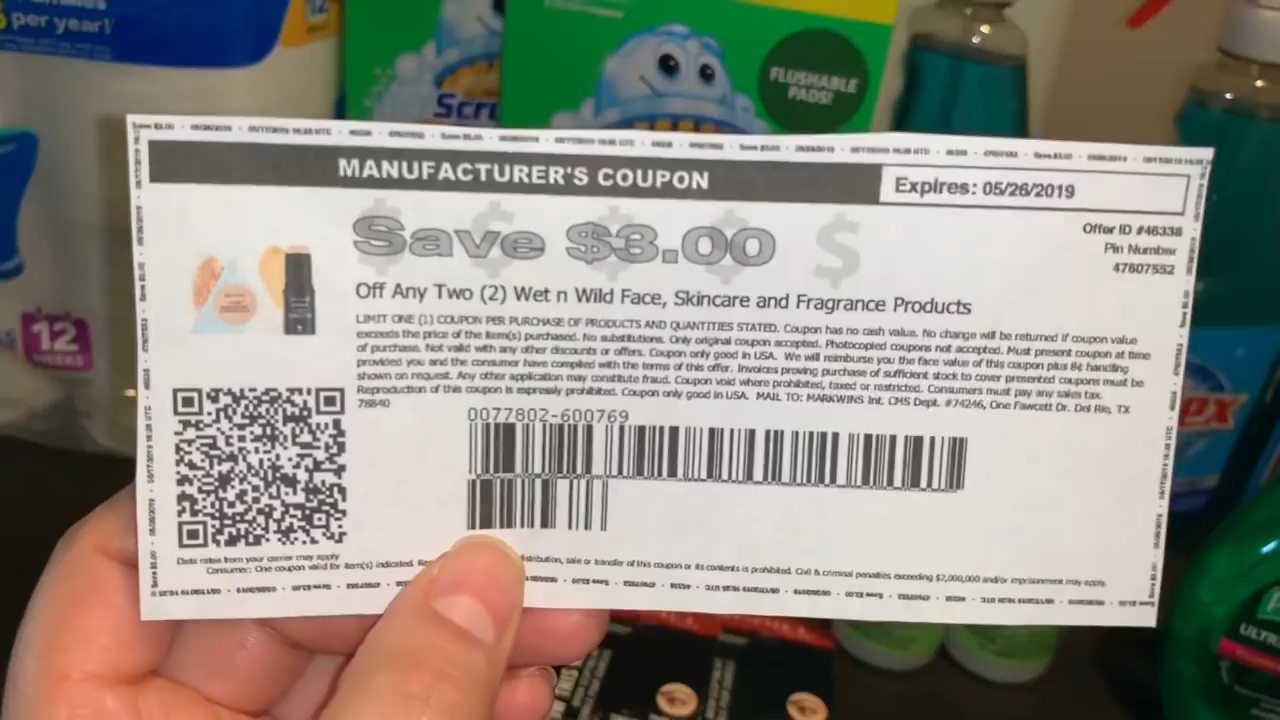 per year!
12
FLUSHABLE
PADS!
Scru
MANUFACTURER'S COUPON
Expires: 05/26/2019
Save $3.00
Offer ID #46338
Pin Number
47607552
Off Any Two (2) Wet n Wild Face, Skincare and Fragrance Products
LIMIT ONE (1) COUPON PER PURCHASE OF PRODUCTS AND QUANTITIES STATED. Coupon has no cash value. No change will be returned if coupon value
exceeds the price of the item(s) purchased. No substitutions. Only original coupon accepted. Photocopied coupons not accepted. Must present coupon at time
of purchase. Not valid with any other discounts or offers. Coupon only good in USA. We will reimburse you the face value of this coupon plus 8¢ handling
provided you and the consumer have complied with the terms of this offer. Invoices proving purchase of sufficient stock to cover presented coupons must be
shown on request. Any other application may constitute fraud. Coupon void where prohibited, taxed or restricted. Consumers must pay any sales tax.
Reproduction of this coupon is expressly prohibited. Coupon only good in USA. MAIL TO: MARKWINS Int. CMS Dept. #74246, One Fawcett Dr. Del Rio, TX
78840
12
WEEKS
0077802-600769
Data rates from your carrier may apply
Consumer: One coupon valid for item(s) indicated. distribution, sale or transfer of this coupon or its contents is prohibited. Civil & criminal penalties exceeding $2,000,000 and/or imprisonment may apply.
ULTR